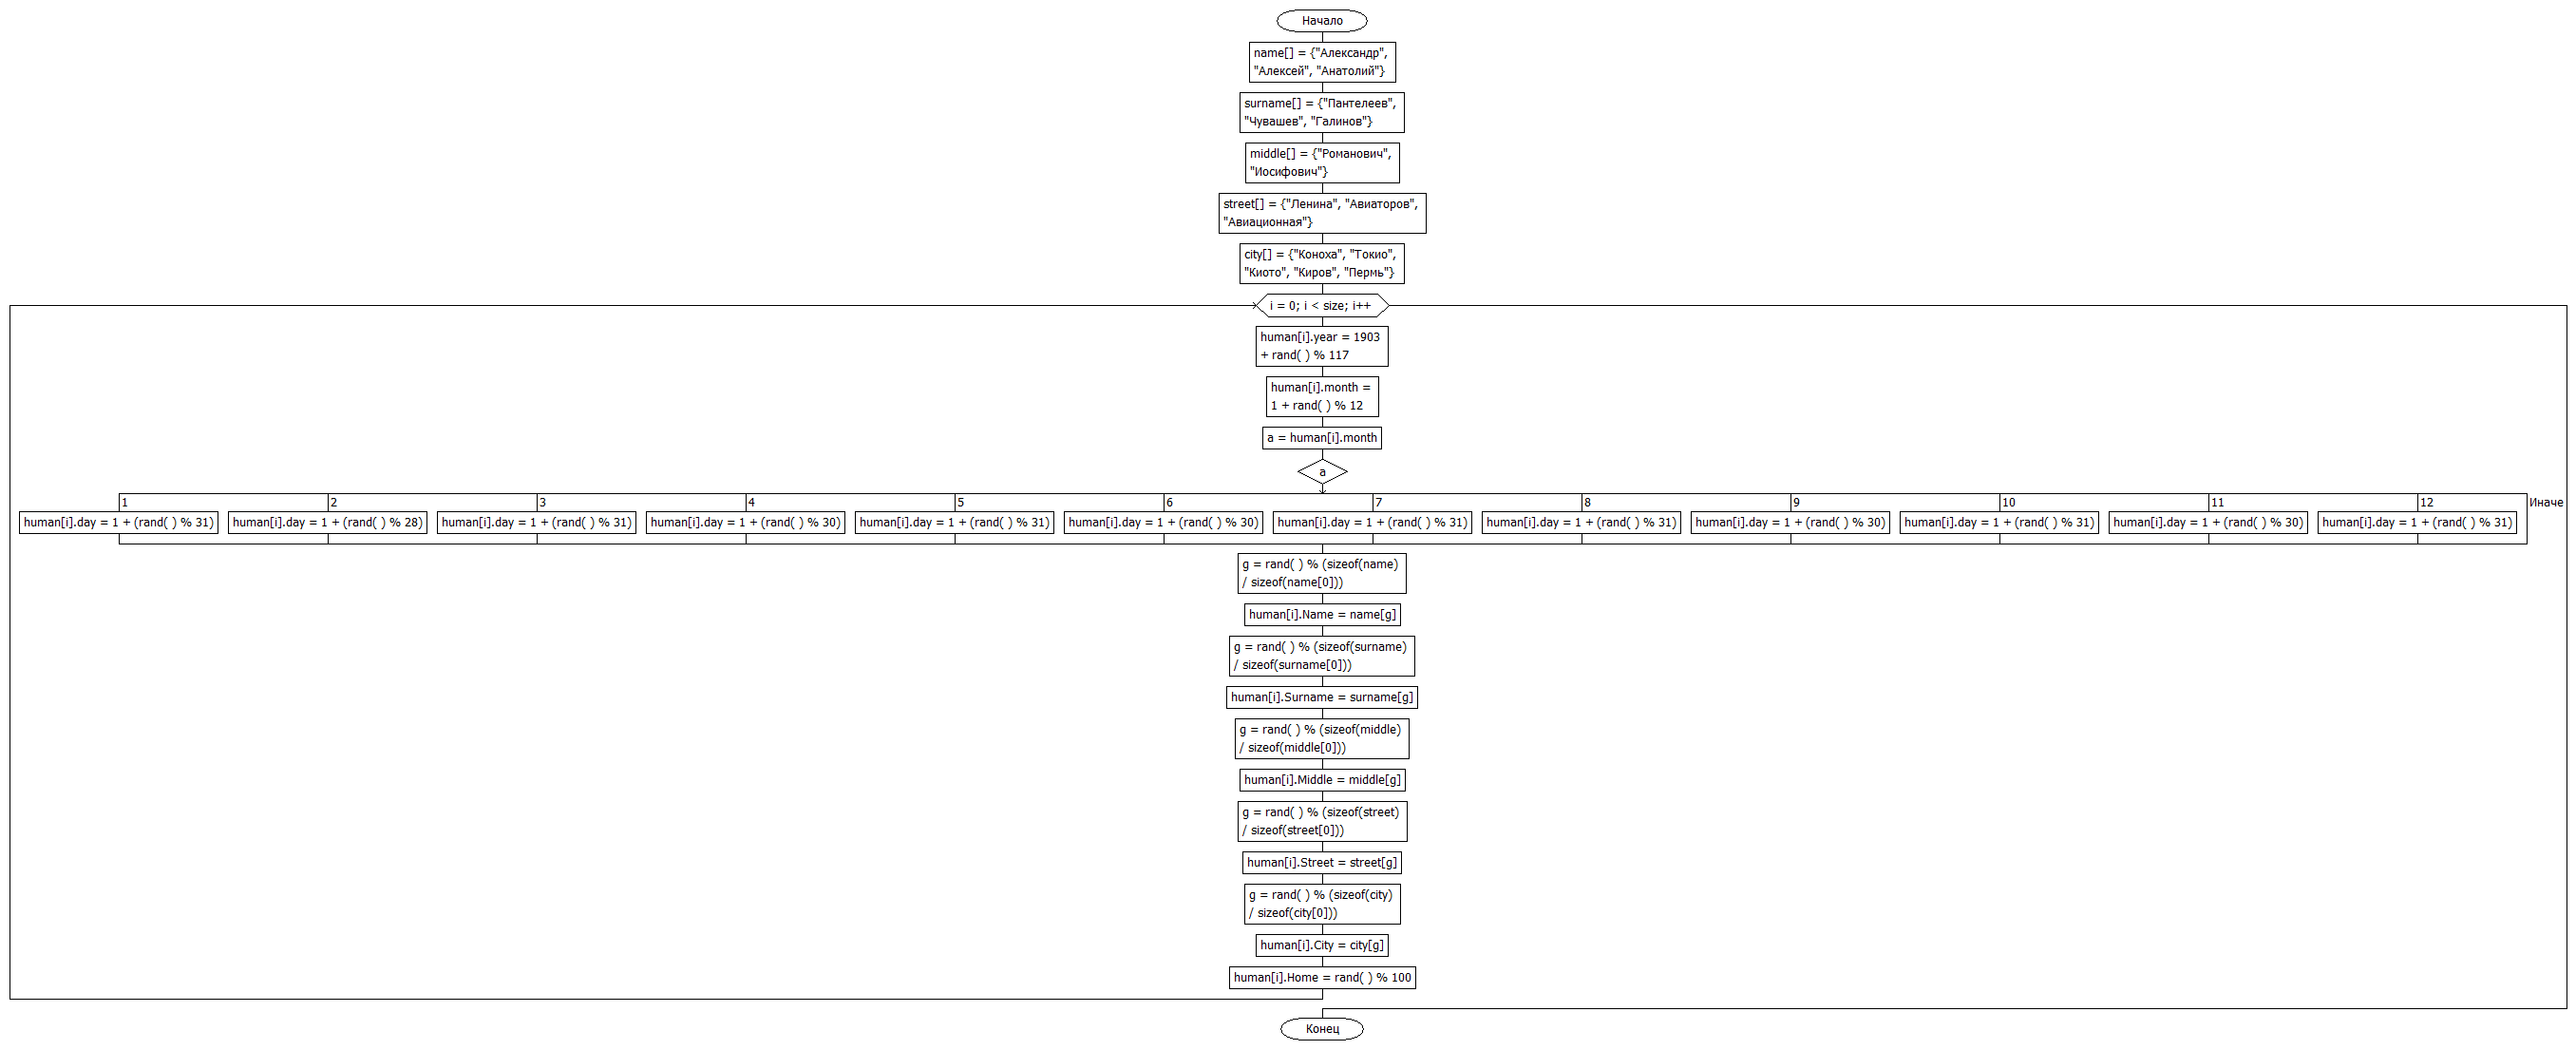 Начало
name[] = {"Александр",
"Алексей", "Анатолий"}
surname[] = {"Пантелеев",
"Чувашев", "Галинов"}
middle[] = {"Романович",
"Иосифович"}
street[] = {"Ленина", "Авиаторов",
"Авиационная"}
city[] = {"Коноха", "Токио",
"Киото", "Киров", "Пермь"}
i = 0; i < size; i++
human[i].year = 1903
+ rand( ) % 117
human[i].month =
1 + rand( ) % 12
a = human[i].month
a
1
2
3
4
5
6
7
8
9
10
11
12
Иначе
human[i].day = 1 + (rand( ) % 31)
human[i].day = 1 + (rand( ) % 28)
human[i].day = 1 + (rand( ) % 31)
human[i].day = 1 + (rand( ) % 30)
human[i].day = 1 + (rand( ) % 31)
human[i].day = 1 + (rand( ) % 30)
human[i].day = 1 + (rand( ) % 31)
human[i].day = 1 + (rand( ) % 31)
human[i].day = 1 + (rand( ) % 30)
human[i].day = 1 + (rand( ) % 31)
human[i].day = 1 + (rand( ) % 30)
human[i].day = 1 + (rand( ) % 31)
g = rand( ) % (sizeof(name)
/ sizeof(name[0]))
human[i].Name = name[g]
g = rand( ) % (sizeof(surname)
/ sizeof(surname[0]))
human[i].Surname = surname[g]
g = rand( ) % (sizeof(middle)
/ sizeof(middle[0]))
human[i].Middle = middle[g]
g = rand( ) % (sizeof(street)
/ sizeof(street[0]))
human[i].Street = street[g]
g = rand( ) % (sizeof(city)
/ sizeof(city[0]))
human[i].City = city[g]
human[i].Home = rand( ) % 100
Конец